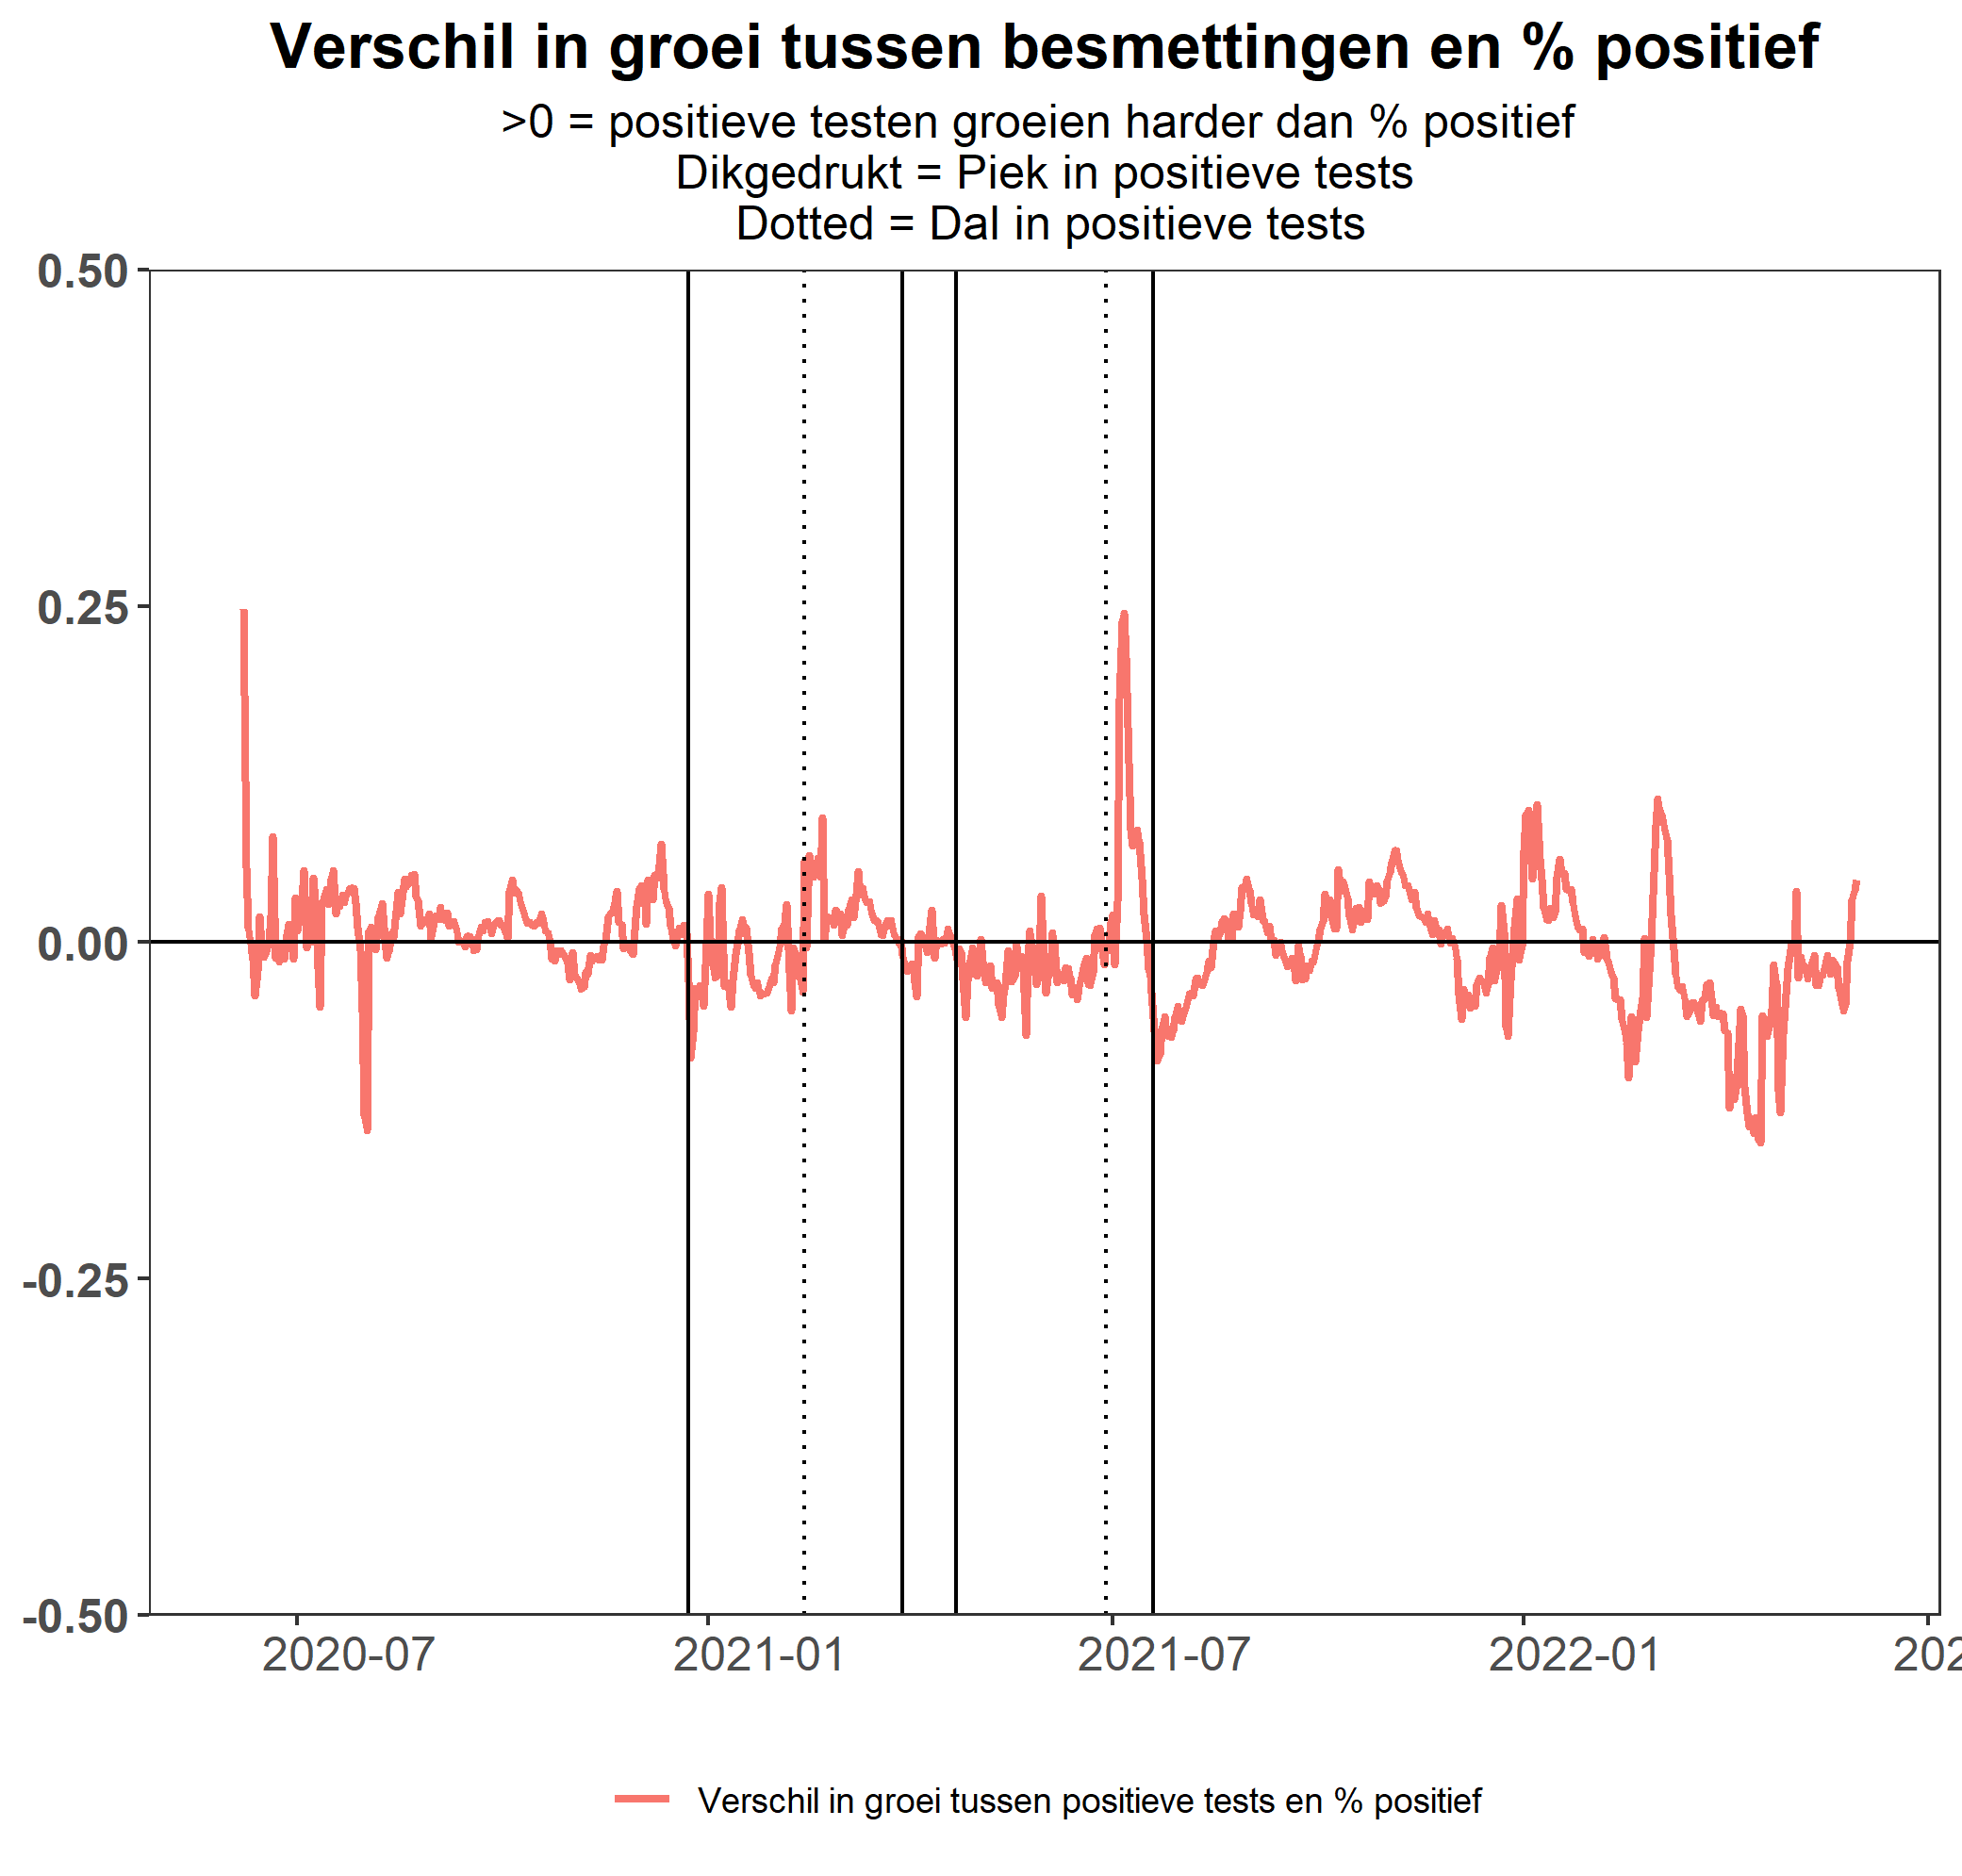 Verschil in groei tussen besmettingen en % positief
>0 = positieve testen groeien harder dan % positief
Dikgedrukt = Piek in positieve tests
Dotted = Dal in positieve tests
0.50
0.25
0.00
-0.25
-0.50
2020-07 2021-01 2021-07 2022-01 202
Verschil in groei tussen positieve tests en % positief